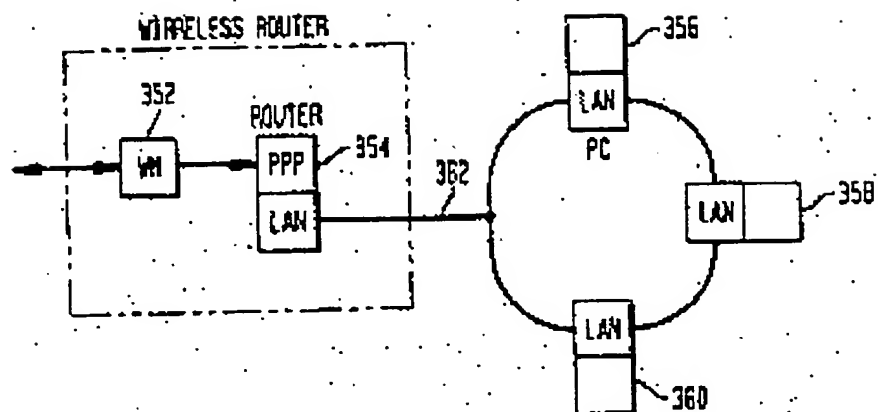 WIRELESS ROUTER
352
WM
ROUTER
PPP
354
LAN
362
356
LAN
PC
LAN
358
LAN
360